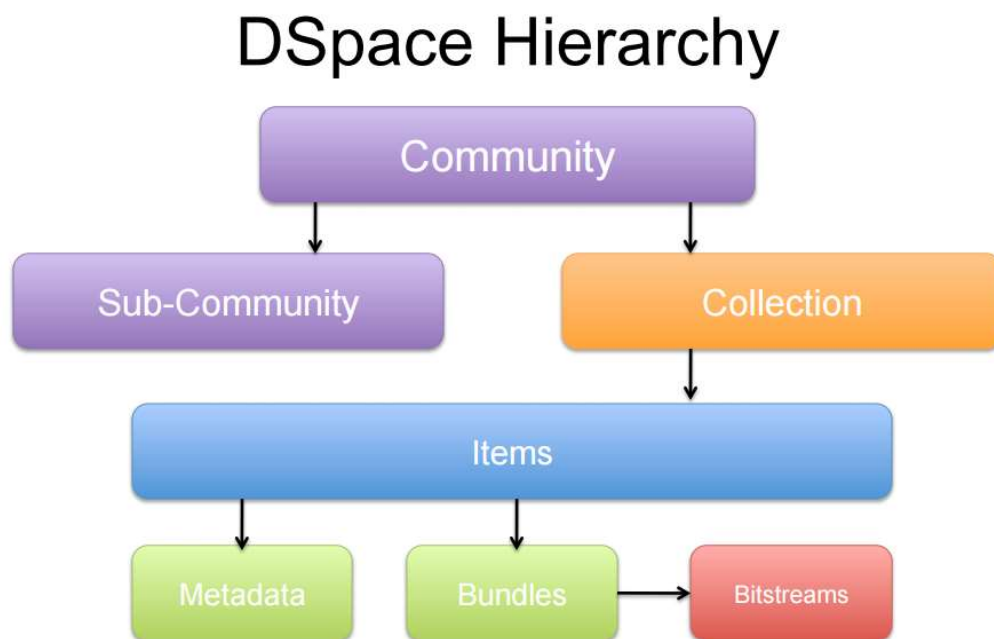 DSpace Hierarchy
Community
Sub-Community
Collection
Items
Metadata
Bundles
Bitstreams